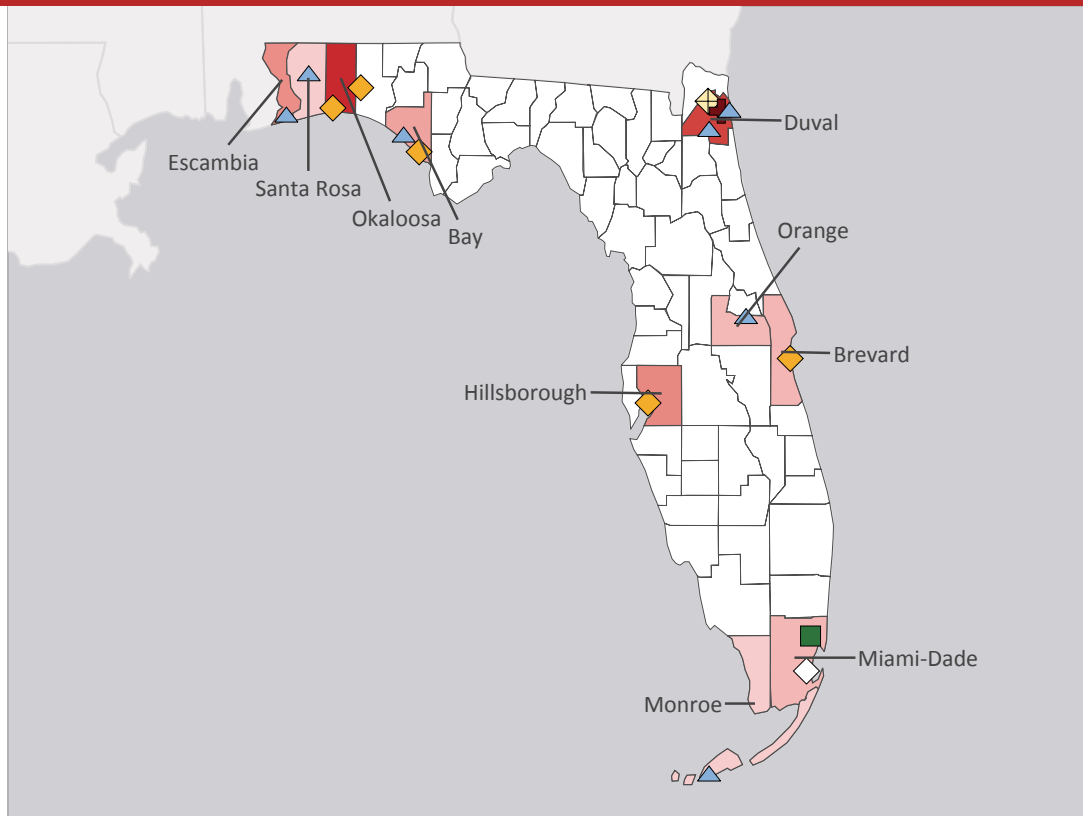 Duval
Escambia
Santa Rosa
Okaloosa
Bay
Orange
Brevard
Hillsborough
Miami-Dade
Monroe